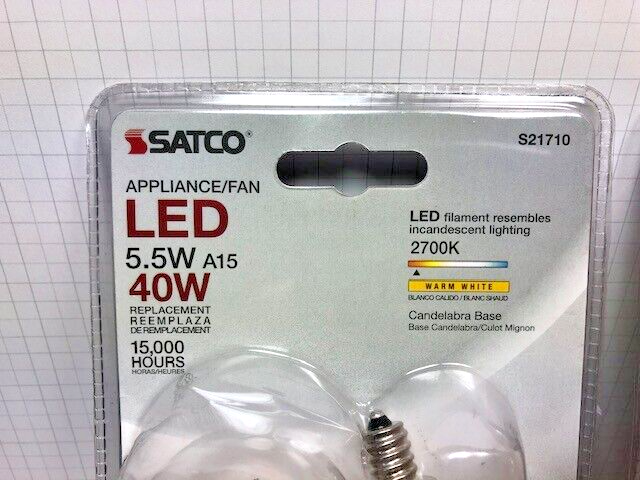 SATCO®
S21710
APPLIANCE/FAN
LED
5.5W A15
40W
REPLACEMENT
REEMPLAZA
DE REMPLACEMENT
15,000
HOURS
HORAS/HEURES
LED filament resembles
incandescent lighting
2700K
WARM WHITE
BLANCO CALIDO / BLANC SHAUD
Candelabra Base
Base Candelabra/Culot Mignon